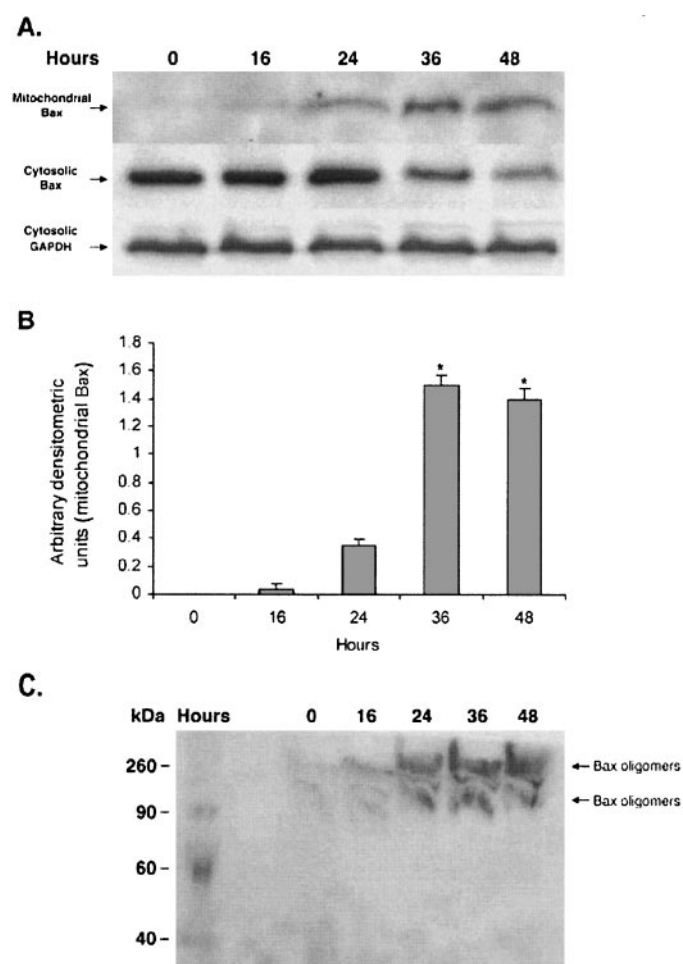 A.
Hours 0 16 24 36 48
Mitochondrial
Bax
Cytosolic
Bax
Cytosolic
GAPDH
B
1.8
1.6
1.4
1.2
1
0.8
0.6
0.4
0.2
0
Arbitrary densitometric
units (mitochondrial Bax)
* *
0 16 24 36 48
Hours
C.
kDa Hours 0 16 24 36 48
260 Bax oligomers
90 Bax oligomers
60
40